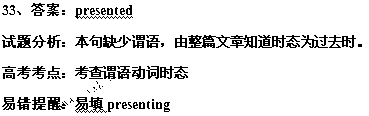 33、答案：presented
试题分析：本句缺少谓语，由整篇文章知道时态为过去时。
高考考点：考查谓语动词时态
易错提醒：易填 presenting